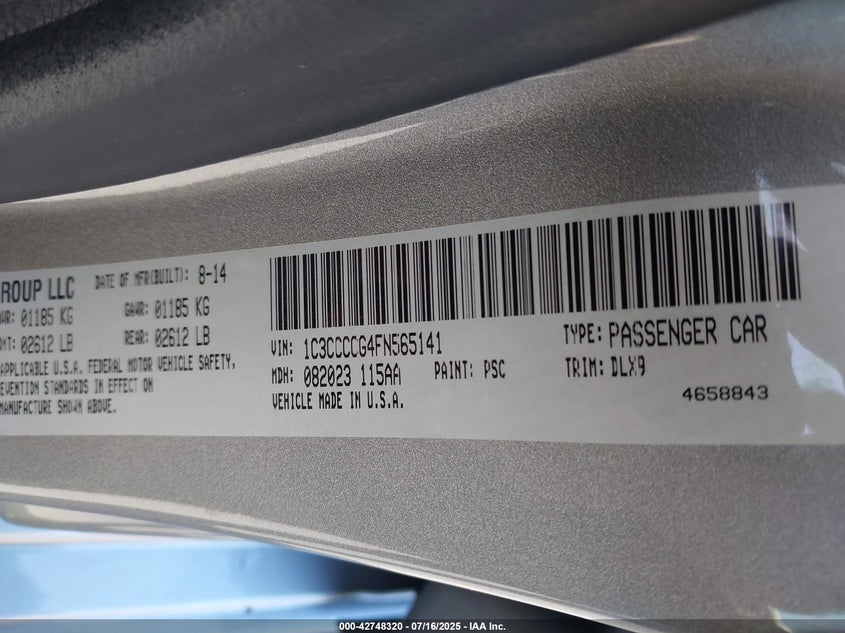 ROUP LLC DATE OF MFR(BUILT): 8-14
WR: 01185 KG GAWR: 01185 KG
ONT: 02612 LB REAR: 02612 LB
APPLICABLE U.S.A. FEDERAL MOTOR VEHICLE SAFETY,
EVENTION STANDARDS IN EFFECT ON
MANUFACTURE SHOWN ABOVE.
VIN: 1C3CCCCG4FN565141 TYPE: PASSENGER CAR
MDH: 082023 115AA PAINT: PSC TRIM: DLX9
VEHICLE MADE IN U.S.A. 4658843
000-42748320 - 07/16/2025 - IAA Inc.